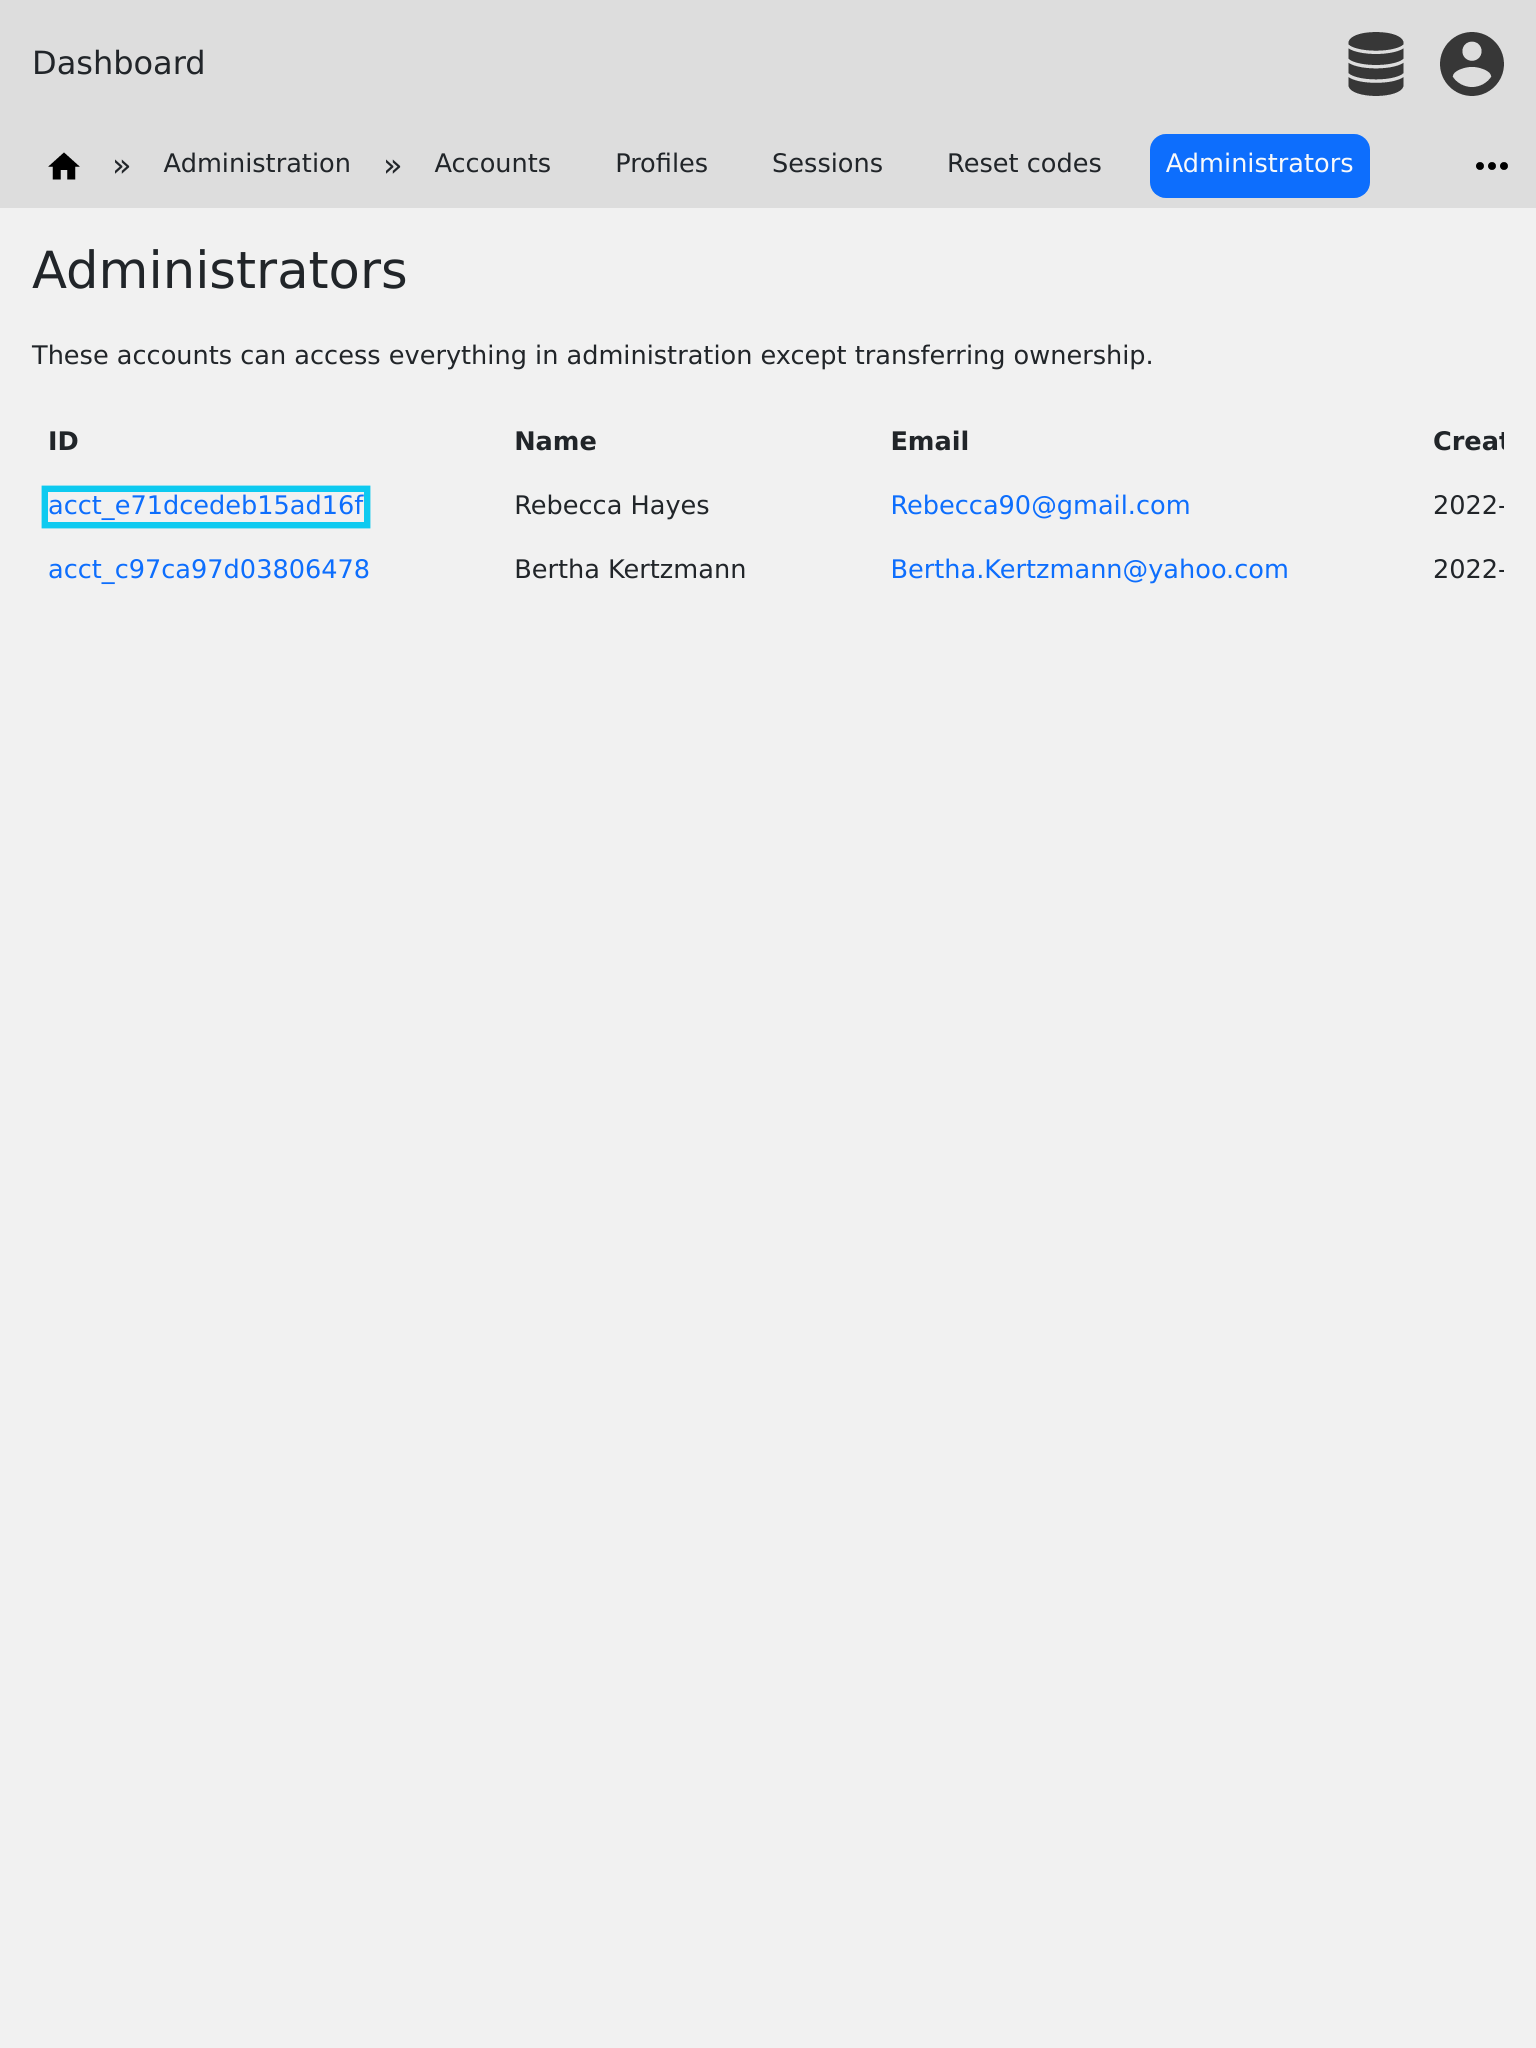 Dashboard
» Administration » Accounts Profiles Sessions Reset codes Administrators
Administrators
These accounts can access everything in administration except transferring ownership.
ID Name Email
acct_e71dcedeb15ad16f Rebecca Hayes Rebecca90@gmail.com 2022-
acct_c97ca97d03806478 Bertha Kertzmann Bertha.Kertzmann@yahoo.com 2022-